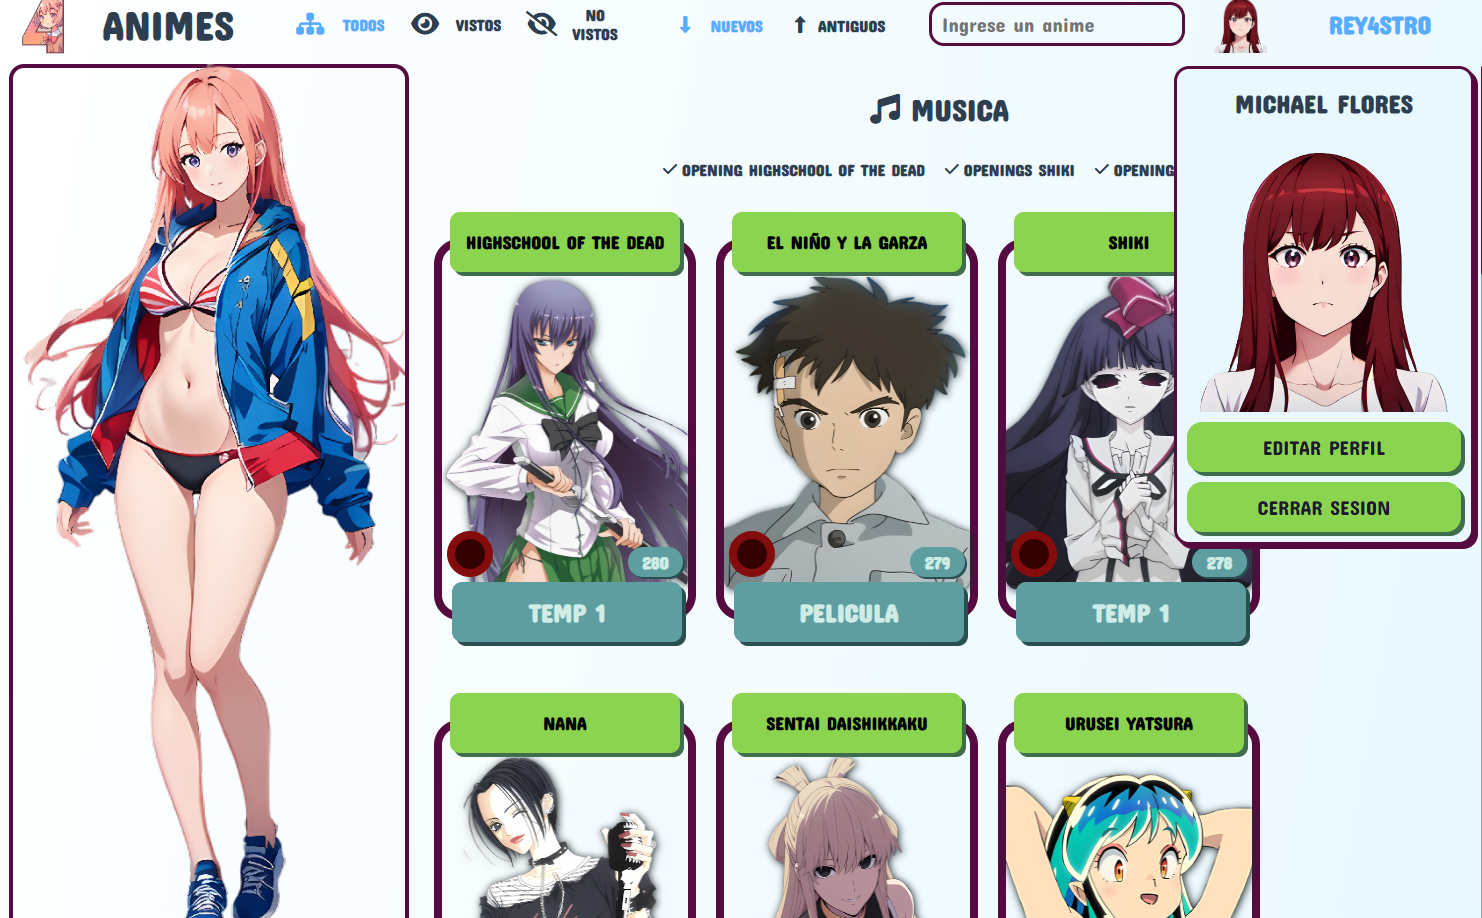 4 ANIMES TODOS VISTOS NO VISTOS NUEVOS ANTIGUOS Ingrese un anime REY4STRO
MUSICA
OPENING HIGHSCHOOL OF THE DEAD OPENINGS SHIKI OPENING
MICHAEL FLORES
EDITAR PERFIL
CERRAR SESION
HIGHSCHOOL OF THE DEAD EL NIÑO Y LA GARZA SHIKI
280 279 278
TEMP 1 PELICULA TEMP 1
NANA SENTAI DAISHIKKAKU URUSEI YATSURA